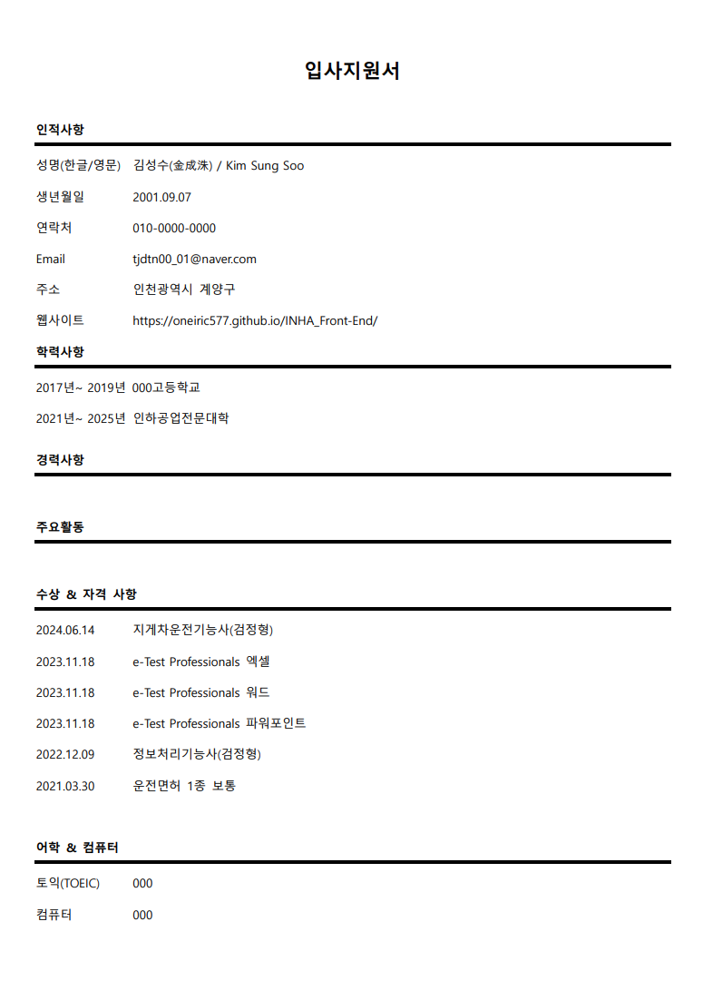 입사지원서
인적사항
성명(한글/영문) 김성수(金成洙) / Kim Sung Soo
생년월일 2001.09.07
연락처 010-0000-0000
Email tjdtn00_01@naver.com
주소 인천광역시 계양구
웹사이트 https://oneiric577.github.io/INHA_Front-End/
학력사항
2017년~ 2019년 000고등학교
2021년~ 2025년 인하공업전문대학
경력사항
주요활동
수상 & 자격 사항
2024.06.14 지게차운전기능사(검정형)
2023.11.18 e-Test Professionals 엑셀
2023.11.18 e-Test Professionals 워드
2023.11.18 e-Test Professionals 파워포인트
2022.12.09 정보처리기능사(검정형)
2021.03.30 운전면허 1종 보통
어학 & 컴퓨터
토익(TOEIC) 000
컴퓨터 000